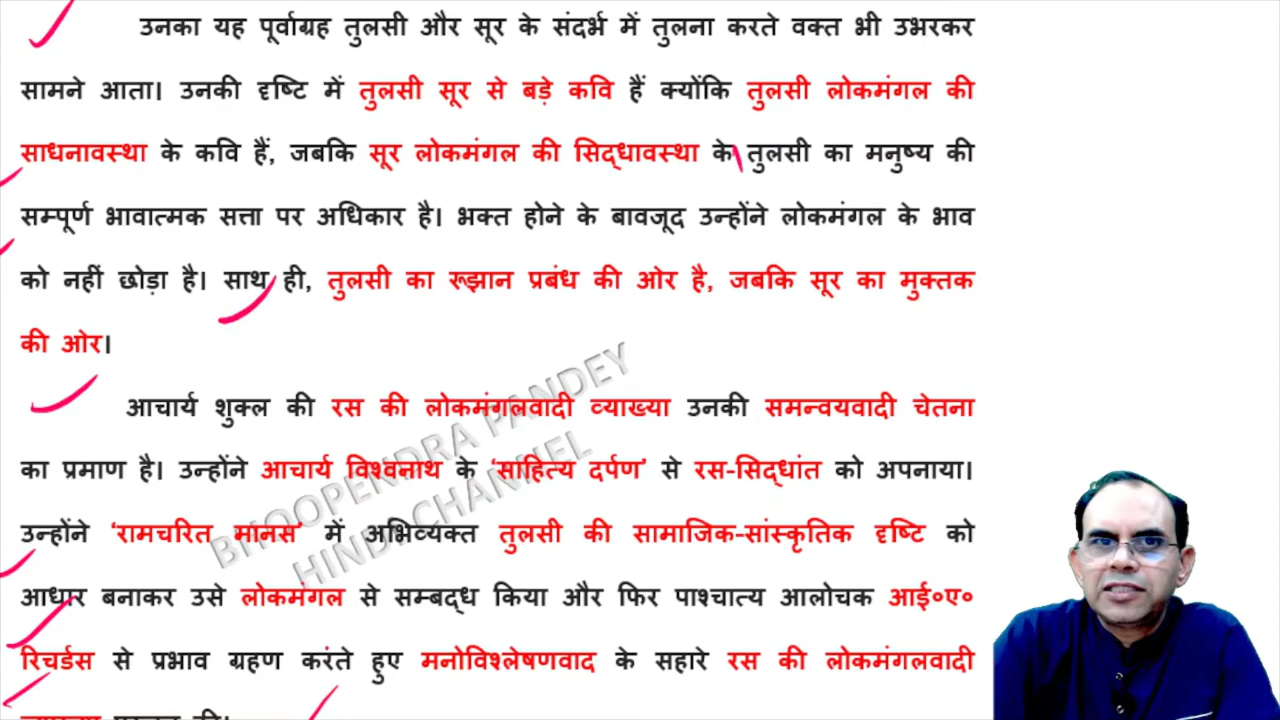 उनका यह पूर्वाग्रह तुलसी और सूर के संदर्भ में तुलना करते वक्त भी उभरकर
सामने आता। उनकी दृष्टि में तुलसी सूर से बड़े कवि हैं क्योंकि तुलसी लोकमंगल की
साधनावस्था के कवि हैं, जबकि सूर लोकमंगल की सिद्धावस्था के तुलसी का मनुष्य की
सम्पूर्ण भावात्मक सत्ता पर अधिकार है। भक्त होने के बावजूद उन्होंने लोकमंगल के भाव
को नहीं छोड़ा है। साथ ही, तुलसी का रूझान प्रबंध की ओर है, जबकि सूर का मुक्तक
की ओर।
आचार्य शुक्ल की रस की लोकमंगलवादी व्याख्या उनकी समन्वयवादी चेतना
का प्रमाण है। उन्होंने आचार्य विश्वनाथ के ‘साहित्य दर्पण’ से रस-सिद्धांत को अपनाया।
उन्होंने ‘रामचरित मानस’ में अभिव्यक्त तुलसी की सामाजिक-सांस्कृतिक दृष्टि को
आधार बनाकर उसे लोकमंगल से सम्बद्ध किया और फिर पाश्चात्य आलोचक आई०ए०
रिचर्डस से प्रभाव ग्रहण करते हुए मनोविश्लेषणवाद के सहारे रस की लोकमंगलवादी
BHOOPENDRA PANDEY
HINDI CHANNEL